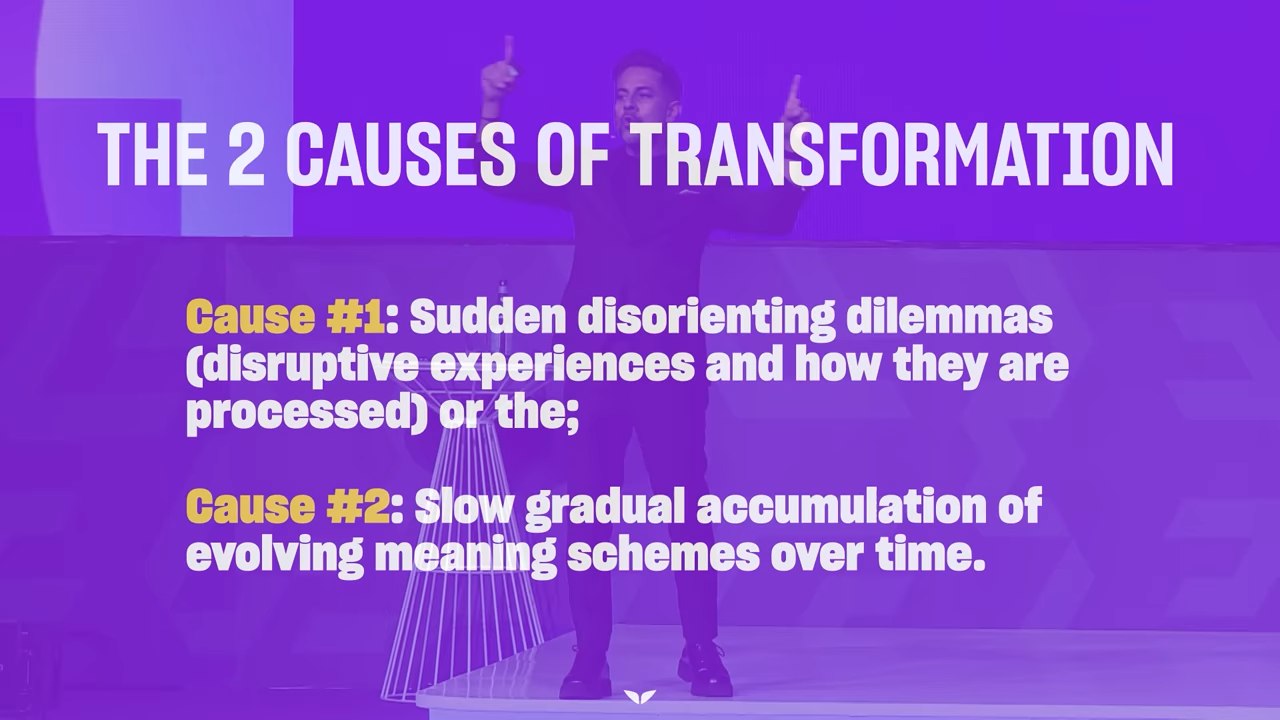 THE 2 CAUSES OF TRANSFORMATION
Cause #1: Sudden disorienting dilemmas
(disruptive experiences and how they are
processed) or the;
Cause #2: Slow gradual accumulation of
evolving meaning schemes over time.